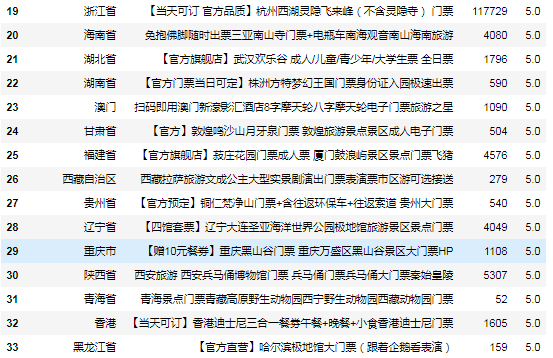 19 浙江省 【当天可订 官方品质】杭州西湖灵隐飞来峰（不含灵隐寺） 门票 117729 5.0
20 海南省 免抱佛脚随时出票三亚南山寺门票+电瓶车南海观音南山海南旅游 4080 5.0
21 湖北省 【官方旗舰店】武汉欢乐谷 成人/儿童/青少年/大学生票 全日票 1796 5.0
22 湖南省 【官方门票当日可定】株洲方特梦幻王国门票身份证入园极速出票 590 5.0
23 澳门 扫码即用澳门新濠影汇酒店8字摩天轮八字摩天轮电子门票旅游之星 1090 5.0
24 甘肃省 【官方】敦煌鸣沙山月牙泉门票 敦煌旅游景点景区成人电子门票 504 5.0
25 福建省 【官方旗舰店】菽庄花园门票成人票 厦门鼓浪屿景区景点门票飞猪 4576 5.0
26 西藏自治区 西藏拉萨旅游文成公主大型实景剧演出门票表演票市区游可选接送 279 5.0
27 贵州省 【官方预定】铜仁梵净山门票+含往返环保车+往返索道 贵州大门票 540 5.0
28 辽宁省 【四馆套票】辽宁大连圣亚海洋世界公园极地馆旅游景区景点门票 4049 5.0
29 重庆市 【赠10元餐券】重庆黑山谷门票 重庆万盛区黑山谷景区大门票HP 1108 5.0
30 陕西省 西安旅游 西安兵马俑博物馆门票 兵马俑门票兵马俑大门票秦始皇陵 5307 5.0
31 青海省 青海景点门票青藏高原野生动物园西宁野生动物园西藏动物园门票 52 5.0
32 香港 【当天可订】香港迪士尼三合一餐券午餐+晚餐+小食香港迪士尼门票 1605 5.0
33 黑龙江省 【官方直营】哈尔滨极地馆大门票（跟着企鹅看表演） 159 5.0